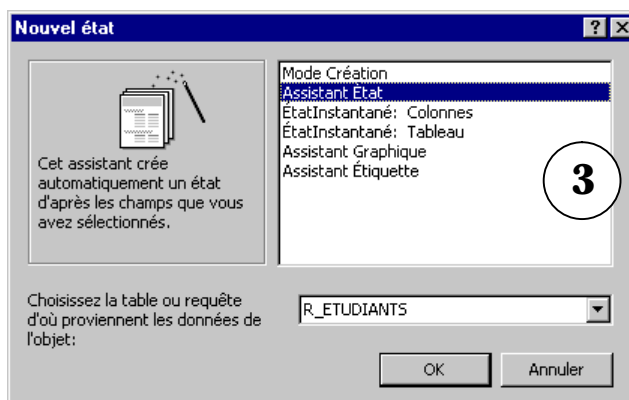 Nouvel état
Mode Création
Assistant État
ÉtatInstantané: Colonnes
ÉtatInstantané: Tableau
Assistant Graphique
Assistant Étiquette
3
Cet assistant crée
automatiquement un état
d'après les champs que vous
avez sélectionnés.
Choisissez la table ou requête
d'où proviennent les données de
l'objet:
R_ETUDIANTS
OK
Annuler